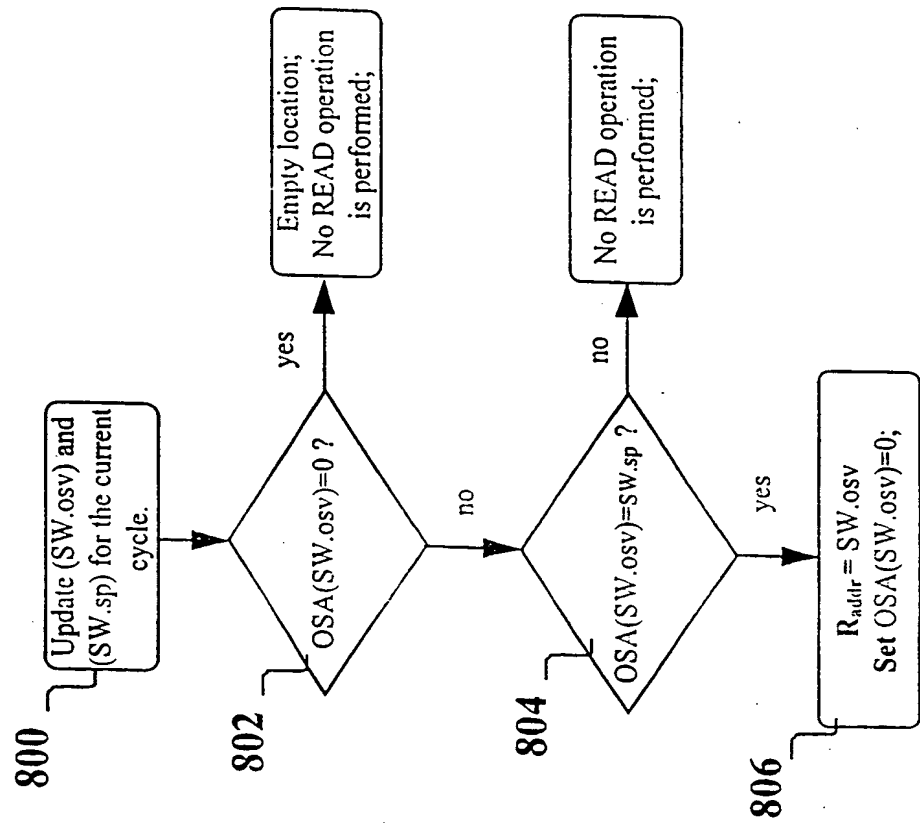 800
Update (SW.osv) and
(SW.sp) for the current
cycle.
802
OSA(SW.osv)=0 ?
yes
Empty location;
No READ operation
is performed;
no
804
OSA(SW.osv)=SW.sp ?
no
No READ operation
is performed;
yes
806
Raddr = SW.osv
Set OSA(SW.osv)=0;